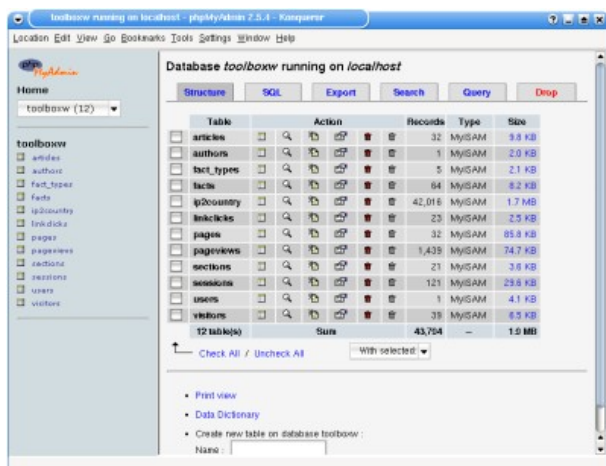 toolboxw running on localhost - phpMyAdmin 2.5.4 - Konqueror
Location Edit View Go Bookmarks Tools Settings Window Help
php
MyAdmin
Home
toolboxw (12)
toolboxw
articles
authors
fact_types
facts
ip2country
linkclicks
pages
pageviews
sections
sessions
users
visitors
Database toolboxw running on localhost
Structure SQL Export Search Query Drop
Table Action Records Type Size
articles 32 MyISAM 9.8 KB
authors 1 MyISAM 2.0 KB
fact_types 5 MyISAM 2.1 KB
facts 64 MyISAM 8.2 KB
ip2country 42,016 MyISAM 1.7 MB
linkclicks 23 MyISAM 2.5 KB
pages 32 MyISAM 85.8 KB
pageviews 1,439 MyISAM 74.7 KB
sections 21 MyISAM 3.6 KB
sessions 121 MyISAM 29.6 KB
users 1 MyISAM 4.1 KB
visitors 39 MyISAM 6.5 KB
12 table(s) Sum 43,794 -- 1.9 MB
Check All / Uncheck All With selected:
Print view
Data Dictionary
Create new table on database toolboxw :
Name :